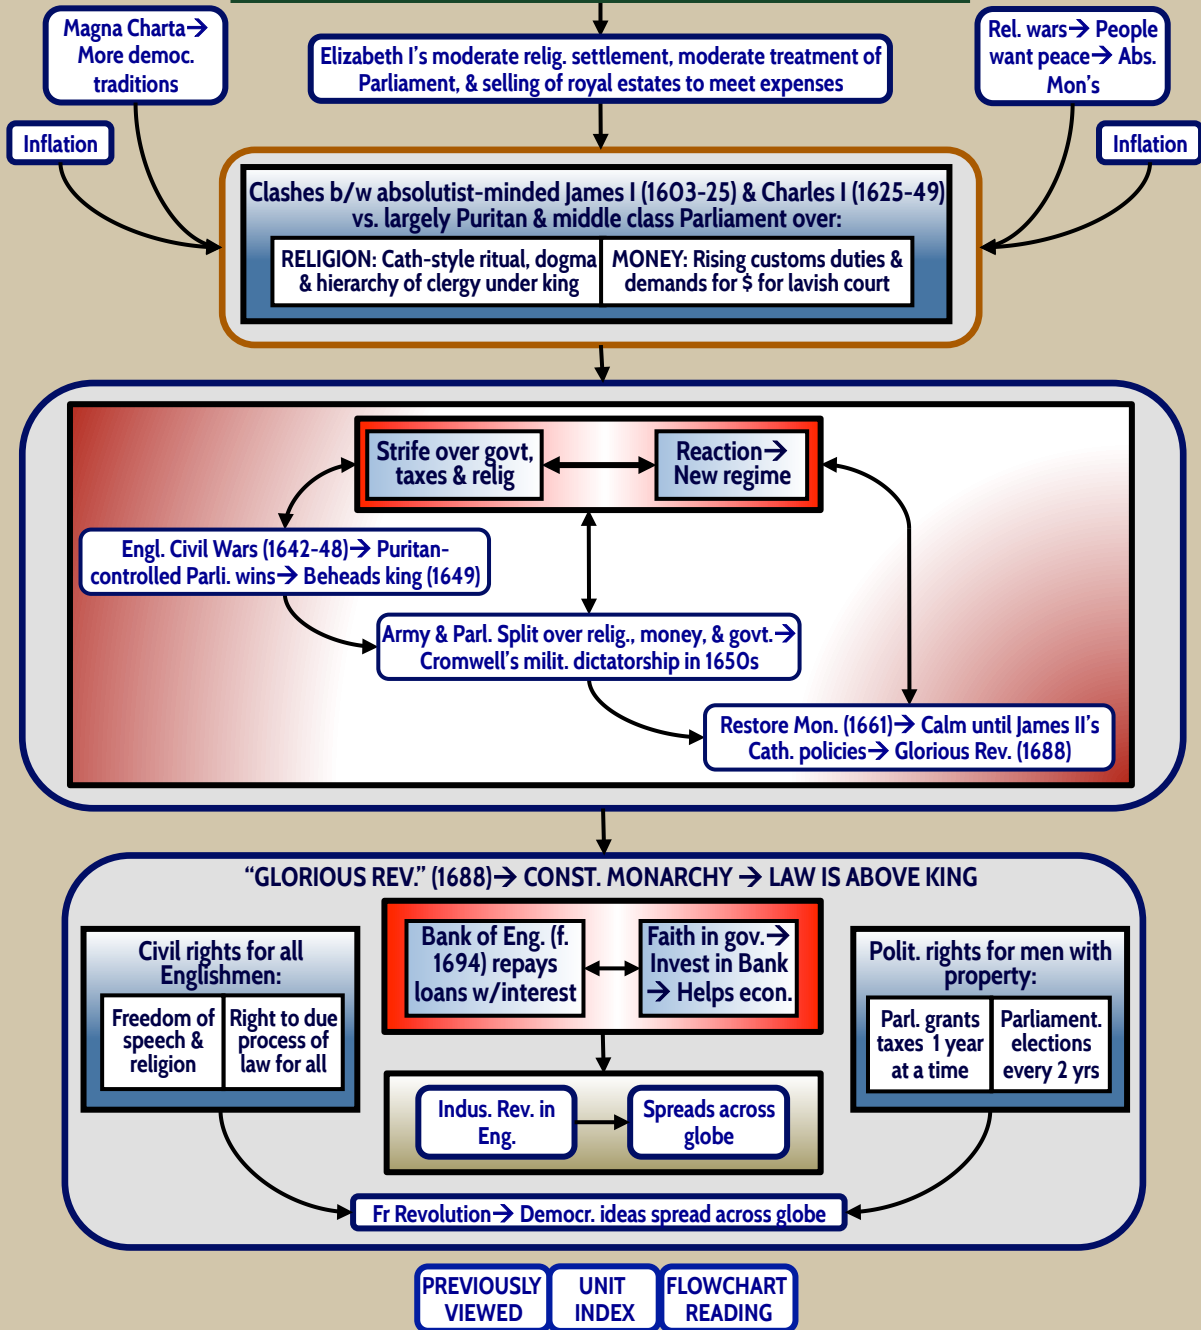 Magna Charta→
More democ.
traditions
Elizabeth I's moderate relig. settlement, moderate treatment of
Parliament, & selling of royal estates to meet expenses
Rel. wars→ People
want peace→ Abs.
Mon's
Inflation
Inflation
Clashes b/w absolutist-minded James I (1603-25) & Charles I (1625-49)
vs. largely Puritan & middle class Parliament over:
RELIGION: Cath-style ritual, dogma
& hierarchy of clergy under king
MONEY: Rising customs duties &
demands for $ for lavish court
Strife over govt,
taxes & relig
Reaction→
New regime
Engl. Civil Wars (1642-48)→ Puritan-
controlled Parli. wins→ Beheads king (1649)
Army & Parl. Split over relig., money, & govt.→
Cromwell's milit. dictatorship in 1650s
Restore Mon. (1661)→ Calm until James II's
Cath. policies→ Glorious Rev. (1688)
“GLORIOUS REV.” (1688)→ CONST. MONARCHY → LAW IS ABOVE KING
Civil rights for all
Englishmen:
Freedom of
speech &
religion
Right to due
process of
law for all
Bank of Eng. (f.
1694) repays
loans w/interest
Faith in gov.→
Invest in Bank
→ Helps econ.
Polit. rights for men with
property:
Parl. grants
taxes 1 year
at a time
Parliament.
elections
every 2 yrs
Indus. Rev. in
Eng.
Spreads across
globe
Fr Revolution→ Democr. ideas spread across globe
PREVIOUSLY
VIEWED
UNIT
INDEX
FLOWCHART
READING